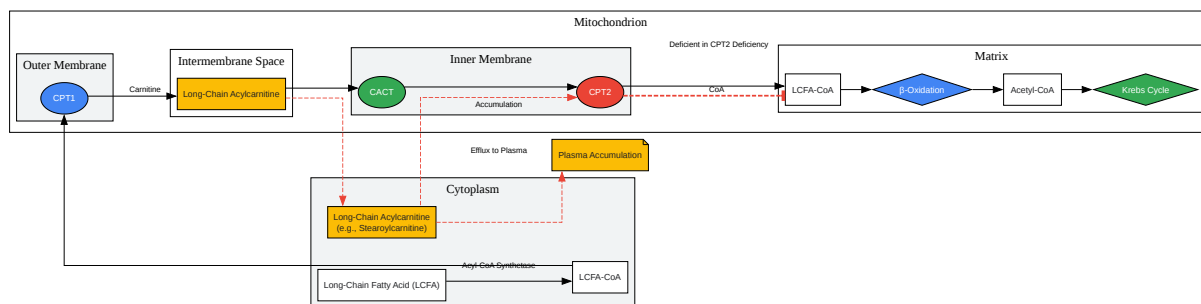 Mitochondrion
Deficient in CPT2 Deficiency
Outer Membrane
Intermembrane Space
Inner Membrane
Matrix
CPT1
Carnitine
Long-Chain Acylcarnitine
CACT
Accumulation
CPT2
CoA
LCFA-CoA
β-Oxidation
Acetyl-CoA
Krebs Cycle
Efflux to Plasma
Plasma Accumulation
Cytoplasm
Long-Chain Acylcarnitine
(e.g., Stearoylcarnitine)
Acyl-CoA Synthetase
Long-Chain Fatty Acid (LCFA)
LCFA-CoA